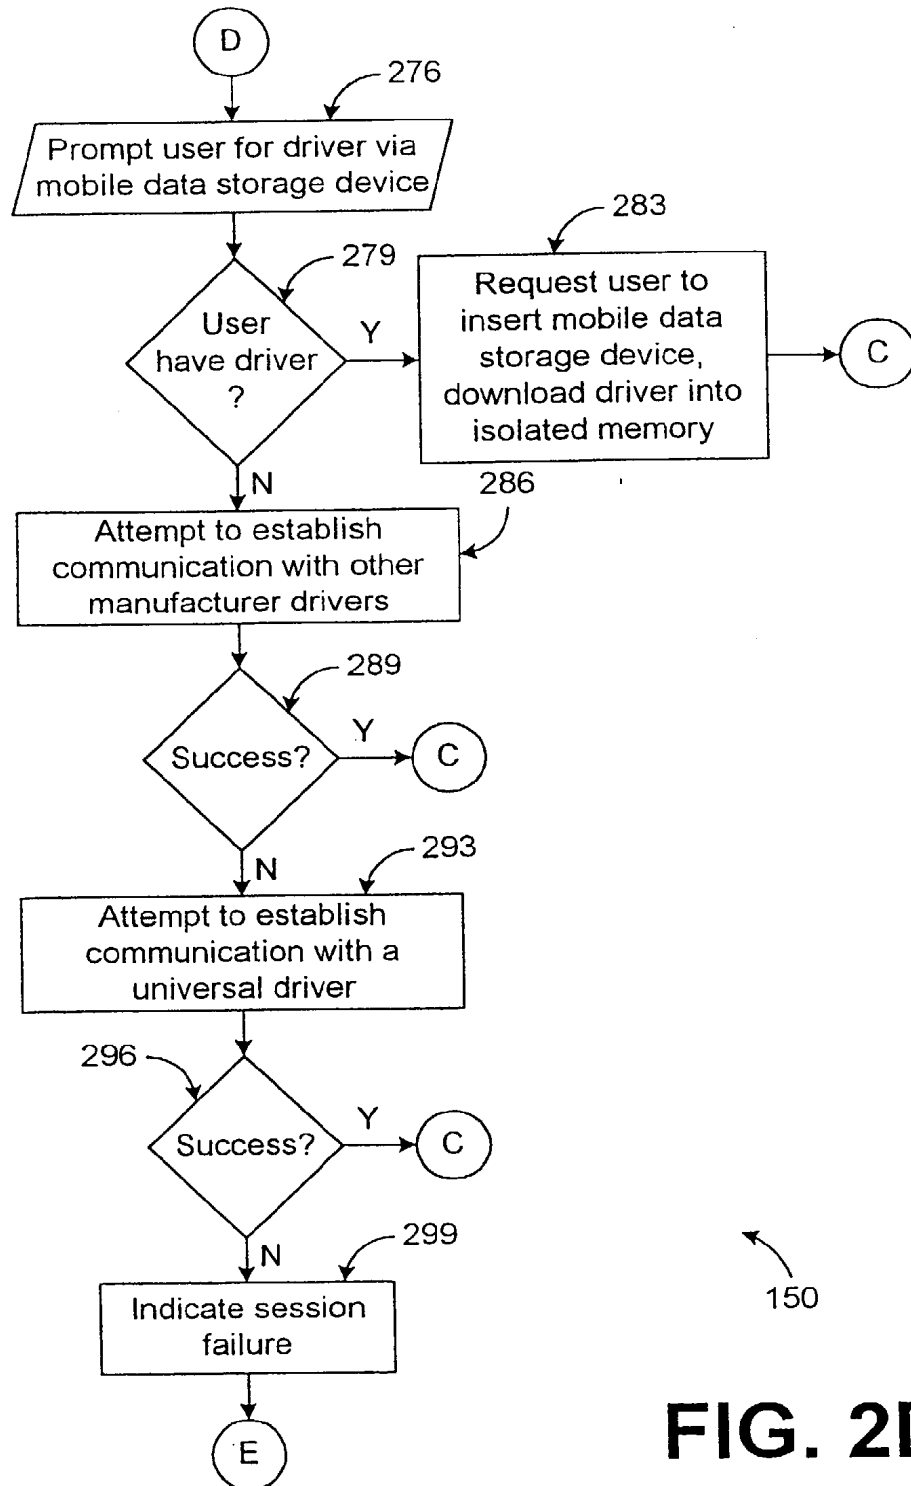 D
276
Prompt user for driver via
mobile data storage device
279
283
User
have driver
?
Y
Request user to
insert mobile data
storage device,
download driver into
isolated memory
C
N
286
Attempt to establish
communication with other
manufacturer drivers
289
Success?
Y
C
N
293
Attempt to establish
communication with a
universal driver
296
Success?
Y
C
N
299
Indicate session
failure
150
E
FIG.